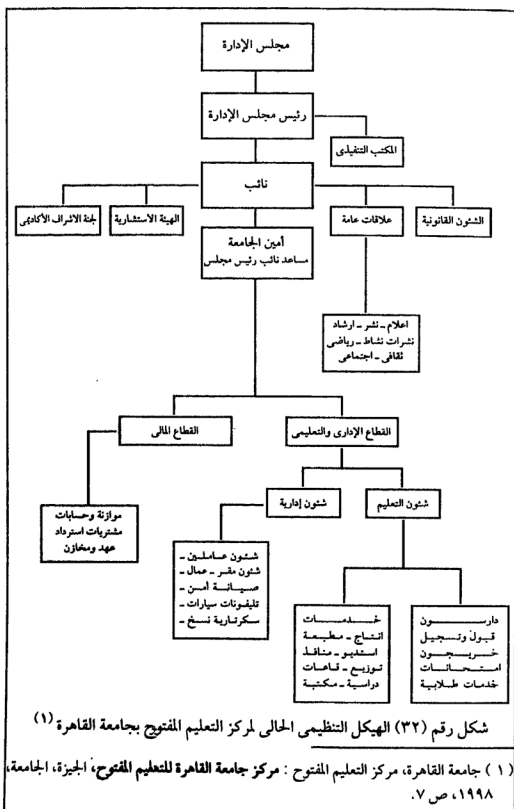 مجلس الإدارة
رئيس مجلس الإدارة
المكتب التنفيذى
نائب
الشئون القانونية
علاقات عامة
الهيئة الاستشارية
لجنة الاشراف الأكاديمى
أمين الجامعة
مساعد نائب رئيس مجلس
اعلام ـ نشر ـ ارشاد
نشرات نشاط ـ رياضى
ثقافى ـ اجتماعى
القطاع الإدارى والتعليمى
القطاع المالى
شئون التعليم
شئون إدارية
موازنة وحسابات
مشتريات استرداد
عهد ومخازن
شئون عاملين ـ
شئون مقر ـ عمال ـ
صيانة أمن ـ
تليفونات سيارات ـ
سكرتارية نسخ ـ
خدمات
انتاج ـ مطبعة
استديو ـ منافذ
توزيع ـ قاعات
دراسية ـ مكتبة
دارسون
قبول وتسجيل
خريجون
امتحانات
خدمات طلابية
شكل رقم (٣٢) الهيكل التنظيمى الحالى لمركز التعليم المفتوح بجامعة القاهرة (١)
(١) جامعة القاهرة، مركز التعليم المفتوح : مركز جامعة القاهرة للتعليم المفتوح، الجيزة، الجامعة،
١٩٩٨، ص ٧.